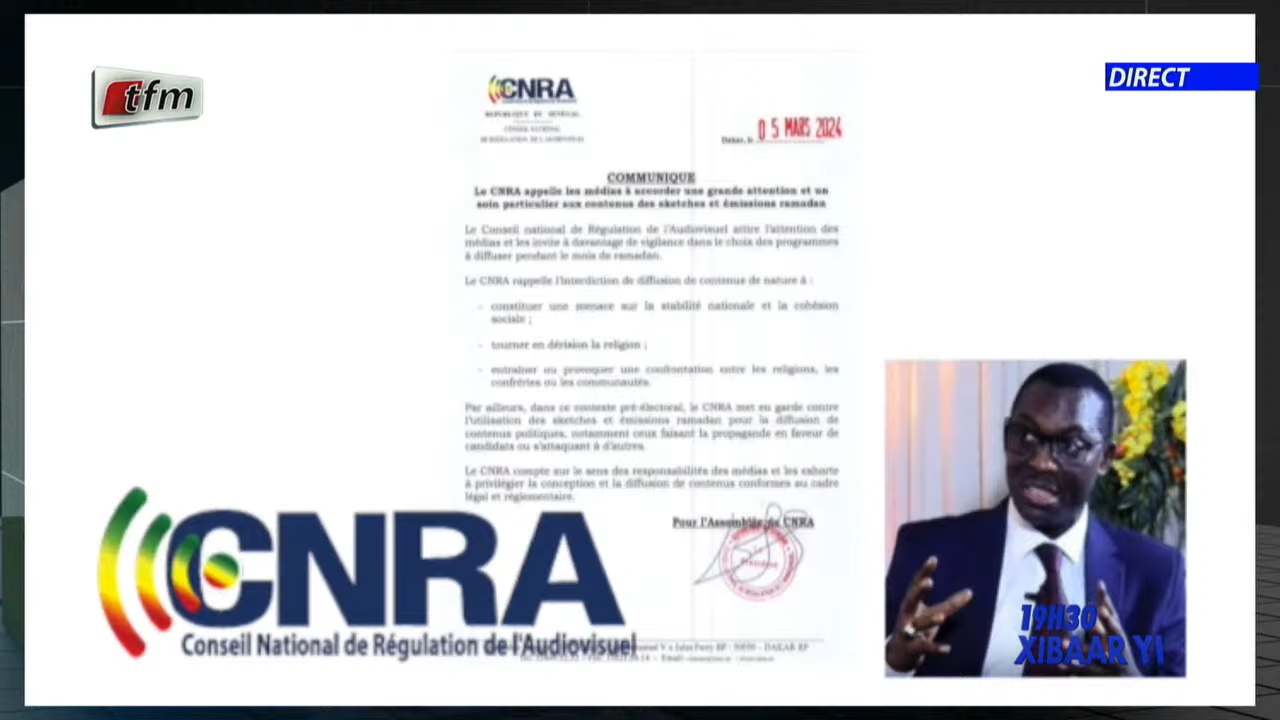 tfm
DIRECT
CNRA
REPUBLIQUE DU SENEGAL
CONSEIL NATIONAL
DE REGULATION DE L'AUDIOVISUEL
Dakar, le 05 MARS 2024
COMMUNIQUE
Le CNRA appelle les médias à accorder une grande attention et un
soin particulier aux contenus des sketches et émissions ramadan
Le Conseil national de Régulation de l'Audiovisuel attire l'attention des
médias et les invite à davantage de vigilance dans le choix des programmes
à diffuser pendant le mois de ramadan.
Le CNRA rappelle l'interdiction de diffusion de contenus de nature à :
- constituer une menace sur la stabilité nationale et la cohésion
sociale ;
- tourner en dérision la religion ;
- entraîner ou provoquer une confrontation entre les religions, les
confréries ou les communautés.
Par ailleurs, dans ce contexte pré-électoral, le CNRA met en garde contre
l'utilisation des sketches et émissions ramadan pour la diffusion de
contenus politiques, notamment ceux faisant la propagande en faveur de
candidats ou s'attaquant à d'autres.
Le CNRA compte sur le sens des responsabilités des médias et les exhorte
à privilégier la conception et la diffusion de contenus conformes au cadre
légal et réglementaire.
Pour l'Assemblée du CNRA
Président
CNRA
Conseil National de Régulation de l'Audiovisuel
DAKAR RP
19H30
XIBAAR YI